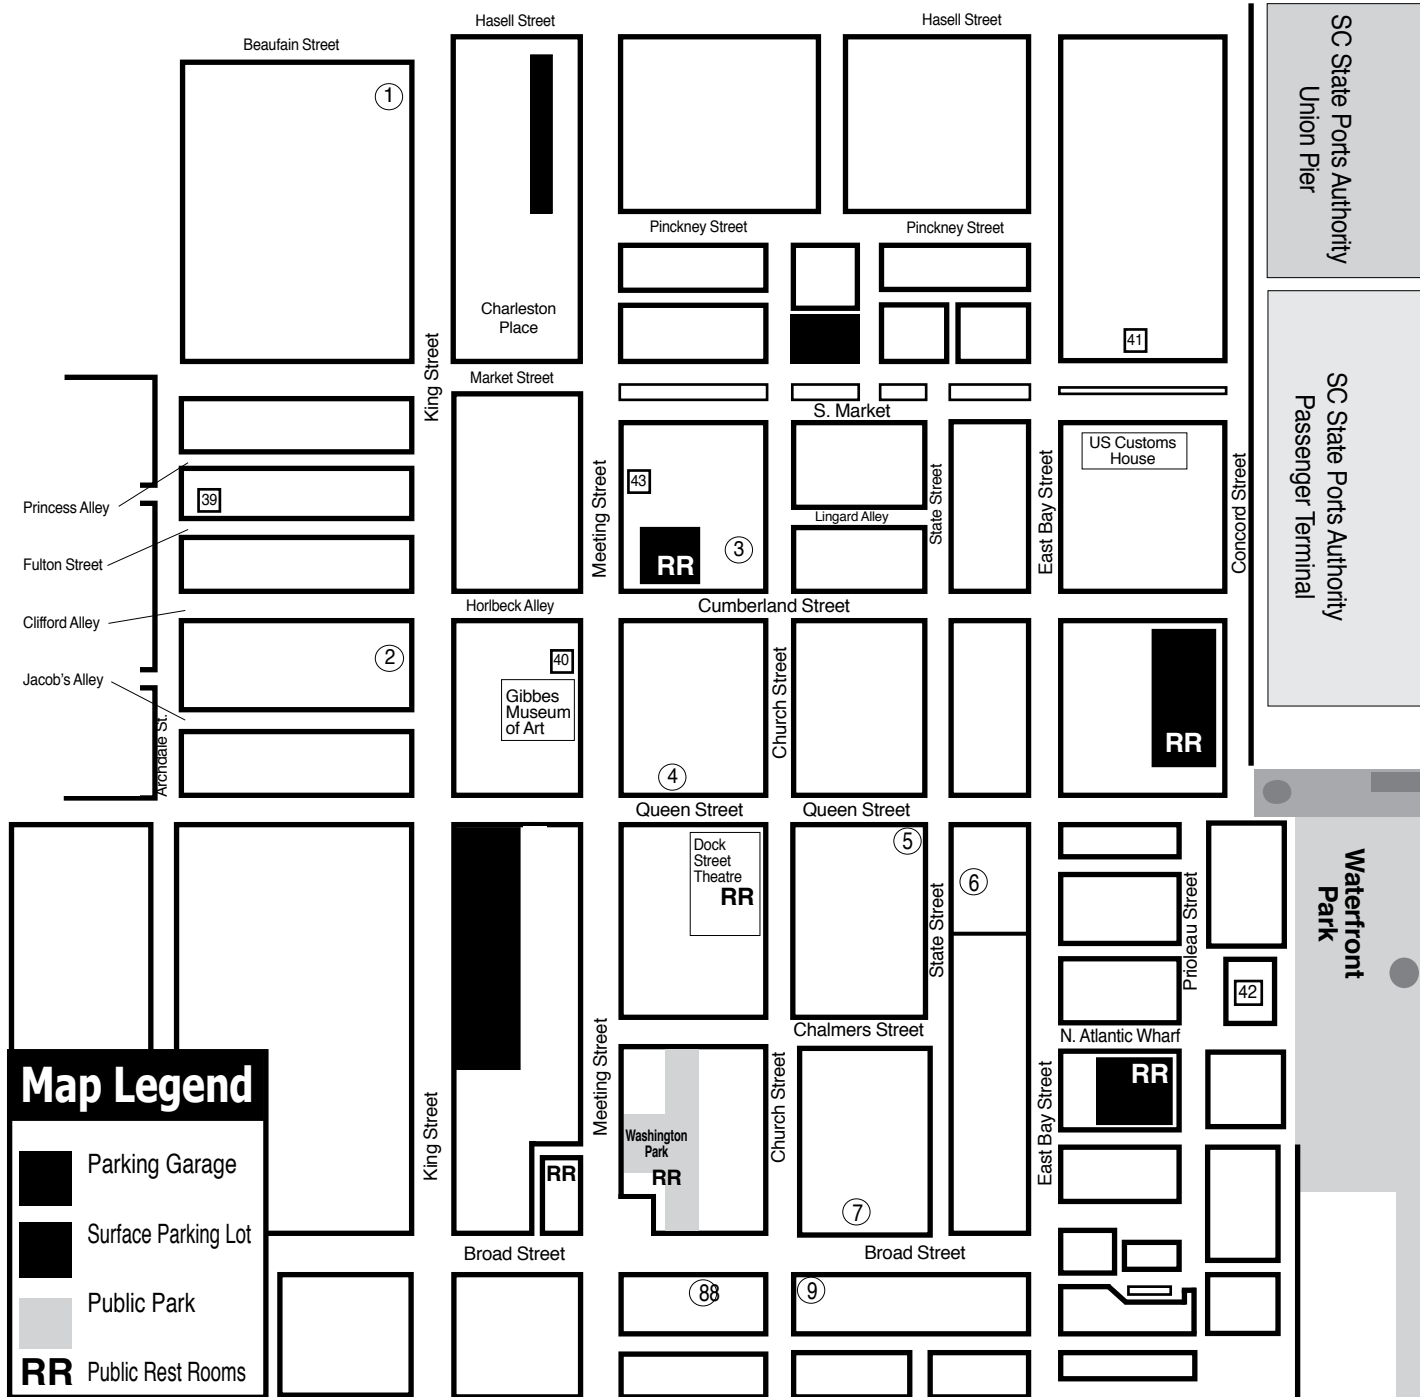 Hasell Street
Hasell Street
Beaufain Street
SC State Ports Authority
Union Pier
1
Pinckney Street
Pinckney Street
Charleston
Place
41
King Street
Market Street
S. Market
SC State Ports Authority
Passenger Terminal
US Customs
House
Meeting Street
43
State Street
East Bay Street
Concord Street
Princess Alley
39
Lingard Alley
RR
3
Fulton Street
Horlbeck Alley
Cumberland Street
Clifford Alley
2
40
Church Street
Jacob's Alley
Gibbes
Museum
of Art
Archdale St.
RR
4
Queen Street
Queen Street
Dock
Street
Theatre
RR
5
6
State Street
Prioleau Street
Waterfront
Park
42
Chalmers Street
N. Atlantic Wharf
Meeting Street
King Street
Church Street
East Bay Street
RR
Washington
Park
RR
RR
7
Broad Street
Broad Street
88
9
Map Legend
Parking Garage
Surface Parking Lot
Public Park
RR Public Rest Rooms